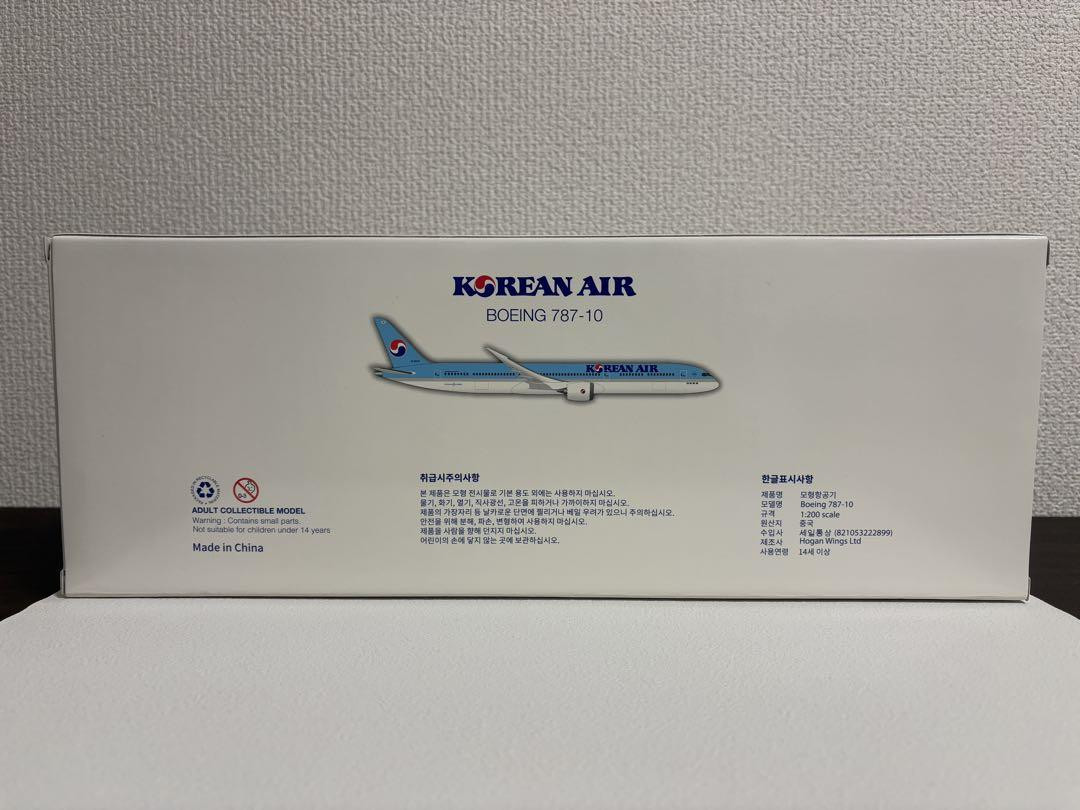 KOREAN AIR
BOEING 787-10
KOREAN AIR
ADULT COLLECTIBLE MODEL
Warning : Contains small parts.
Not suitable for children under 14 years
Made in China
취급시주의사항
본 제품은 모형 전시물로 기본 용도 외에는 사용하지 마십시오.
물기, 화기, 열기, 직사광선, 고온을 피하거나 가까이하지 마십시오.
제품의 가장자리 등 날카로운 단면에 찔리거나 베일 우려가 있으니 주의하십시오.
안전을 위해 분해, 파손, 변형하여 사용하지 마십시오.
제품을 사람을 향해 던지지 마십시오.
어린이의 손에 닿지 않는 곳에 보관하십시오.
한글표시사항
제품명 모형항공기
모델명 Boeing 787-10
규격 1:200 scale
원산지 중국
수입사 세일통상 (821053222899)
제조사 Hogan Wings Ltd
사용연령 14세 이상